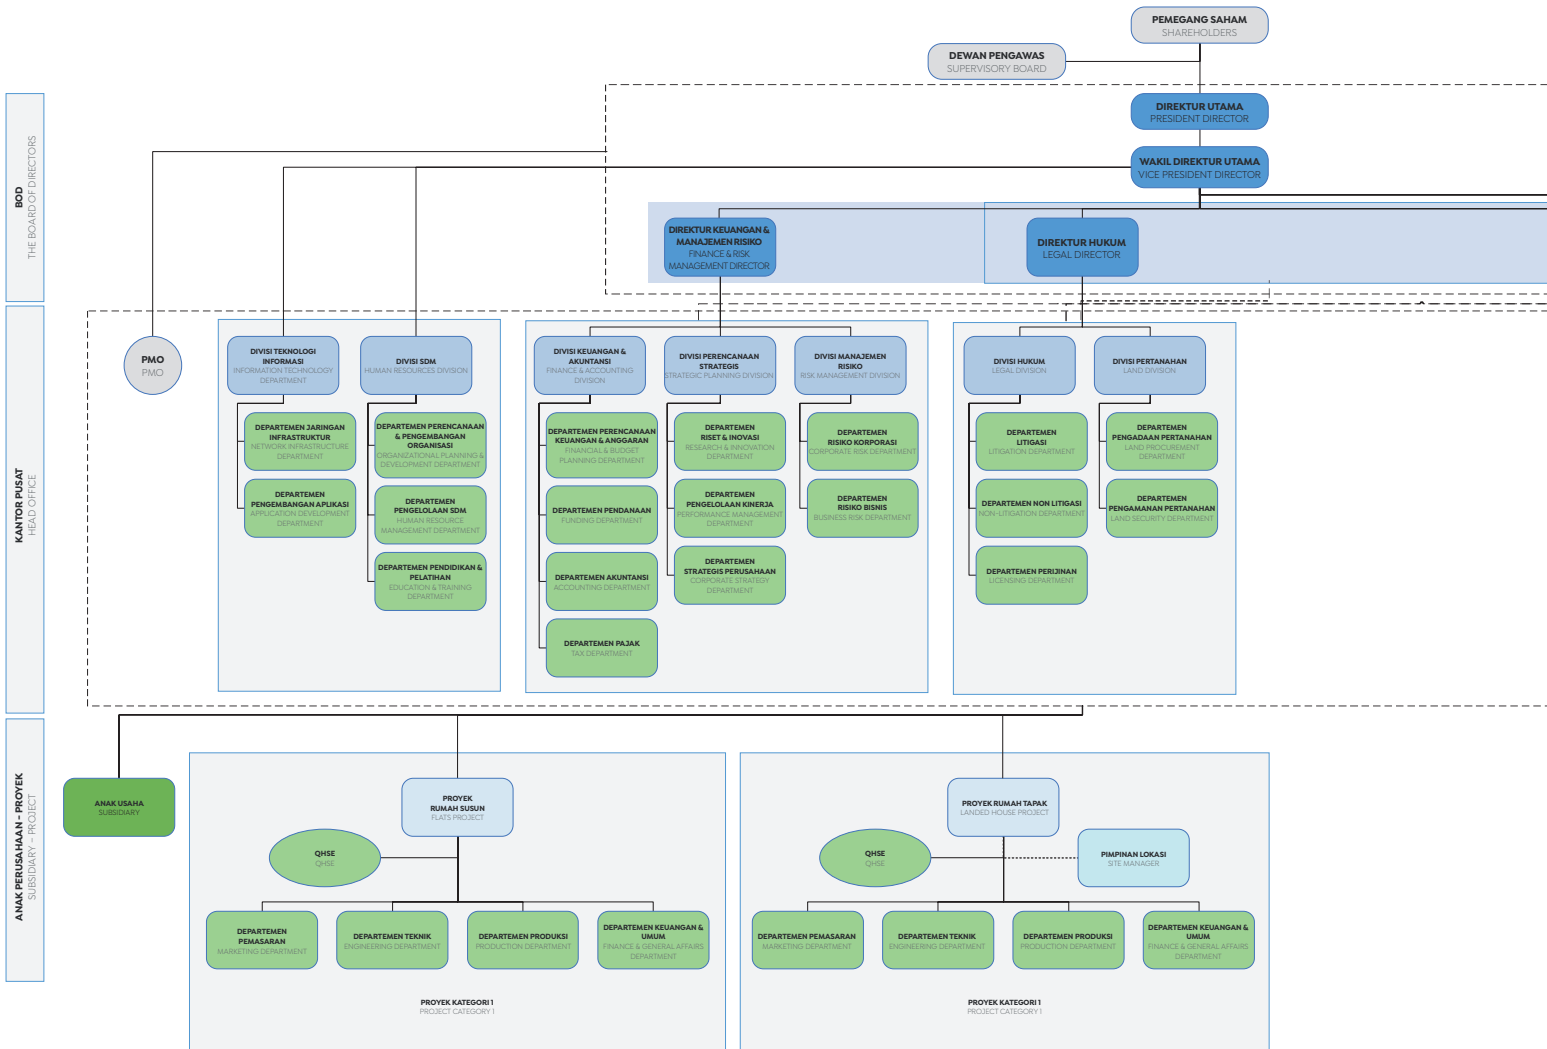 PEMEGANG SAHAM
SHAREHOLDERS
DEWAN PENGAWAS
SUPERVISORY BOARD
BOD
THE BOARD OF DIRECTORS
DIREKTUR UTAMA
PRESIDENT DIRECTOR
WAKIL DIREKTUR UTAMA
VICE PRESIDENT DIRECTOR
DIREKTUR KEUANGAN &
MANAJEMEN RISIKO
FINANCE & RISK
MANAGEMENT DIRECTOR
DIREKTUR HUKUM
LEGAL DIRECTOR
KANTOR PUSAT
HEAD OFFICE
PMO
PMO
DIVISI TEKNOLOGI
INFORMASI
INFORMATION TECHNOLOGY
DEPARTMENT
DEPARTEMEN JARINGAN
INFRASTRUKTUR
NETWORK INFRASTRUCTURE
DEPARTMENT
DEPARTEMEN
PENGEMBANGAN APLIKASI
APPLICATION DEVELOPMENT
DEPARTMENT
DIVISI SDM
HUMAN RESOURCES DIVISION
DEPARTEMEN PERENCANAAN
& PENGEMBANGAN
ORGANISASI
ORGANIZATIONAL PLANNING &
DEVELOPMENT DEPARTMENT
DEPARTEMEN
PENGELOLAAN SDM
HUMAN RESOURCE
MANAGEMENT DEPARTMENT
DEPARTEMEN PENDIDIKAN &
PELATIHAN
EDUCATION & TRAINING
DEPARTMENT
DIVISI KEUANGAN &
AKUNTANSI
FINANCE & ACCOUNTING
DIVISION
DEPARTEMEN PERENCANAAN
KEUANGAN & ANGGARAN
FINANCIAL & BUDGET
PLANNING DEPARTMENT
DEPARTEMEN PENDANAAN
FUNDING DEPARTMENT
DEPARTEMEN AKUNTANSI
ACCOUNTING DEPARTMENT
DEPARTEMEN PAJAK
TAX DEPARTMENT
DIVISI PERENCANAAN
STRATEGIS
STRATEGIC PLANNING DIVISION
DEPARTEMEN
RISET & INOVASI
RESEARCH & INNOVATION
DEPARTMENT
DEPARTEMEN
PENGELOLAAN KINERJA
PERFORMANCE MANAGEMENT
DEPARTMENT
DEPARTEMEN
STRATEGIS PERUSAHAAN
CORPORATE STRATEGY
DEPARTMENT
DIVISI MANAJEMEN
RISIKO
RISK MANAGEMENT DIVISION
DEPARTEMEN
RISIKO KORPORASI
CORPORATE RISK DEPARTMENT
DEPARTEMEN
RISIKO BISNIS
BUSINESS RISK DEPARTMENT
DIVISI HUKUM
LEGAL DIVISION
DEPARTEMEN
LITIGASI
LITIGATION DEPARTMENT
DEPARTEMEN NON LITIGASI
NON-LITIGATION DEPARTMENT
DEPARTEMEN PERIJINAN
LICENSING DEPARTMENT
DIVISI PERTANAHAN
LAND DIVISION
DEPARTEMEN
PENGADAAN PERTANAHAN
LAND PROCUREMENT
DEPARTMENT
DEPARTEMEN
PENGAMANAN PERTANAHAN
LAND SECURITY DEPARTMENT
ANAK PERUSAHAAN - PROYEK
SUBSIDIARY - PROJECT
ANAK USAHA
SUBSIDIARY
PROYEK
RUMAH SUSUN
FLATS PROJECT
QHSE
QHSE
DEPARTEMEN
PEMASARAN
MARKETING DEPARTMENT
DEPARTEMEN TEKNIK
ENGINEERING DEPARTMENT
DEPARTEMEN PRODUKSI
PRODUCTION DEPARTMENT
DEPARTEMEN KEUANGAN &
UMUM
FINANCE & GENERAL AFFAIRS
DEPARTMENT
PROYEK KATEGORI 1
PROJECT CATEGORY 1
PROYEK RUMAH TAPAK
LANDED HOUSE PROJECT
QHSE
QHSE
PIMPINAN LOKASI
SITE MANAGER
DEPARTEMEN PEMASARAN
MARKETING DEPARTMENT
DEPARTEMEN TEKNIK
ENGINEERING DEPARTMENT
DEPARTEMEN PRODUKSI
PRODUCTION DEPARTMENT
DEPARTEMEN KEUANGAN &
UMUM
FINANCE & GENERAL AFFAIRS
DEPARTMENT
PROYEK KATEGORI 1
PROJECT CATEGORY 1